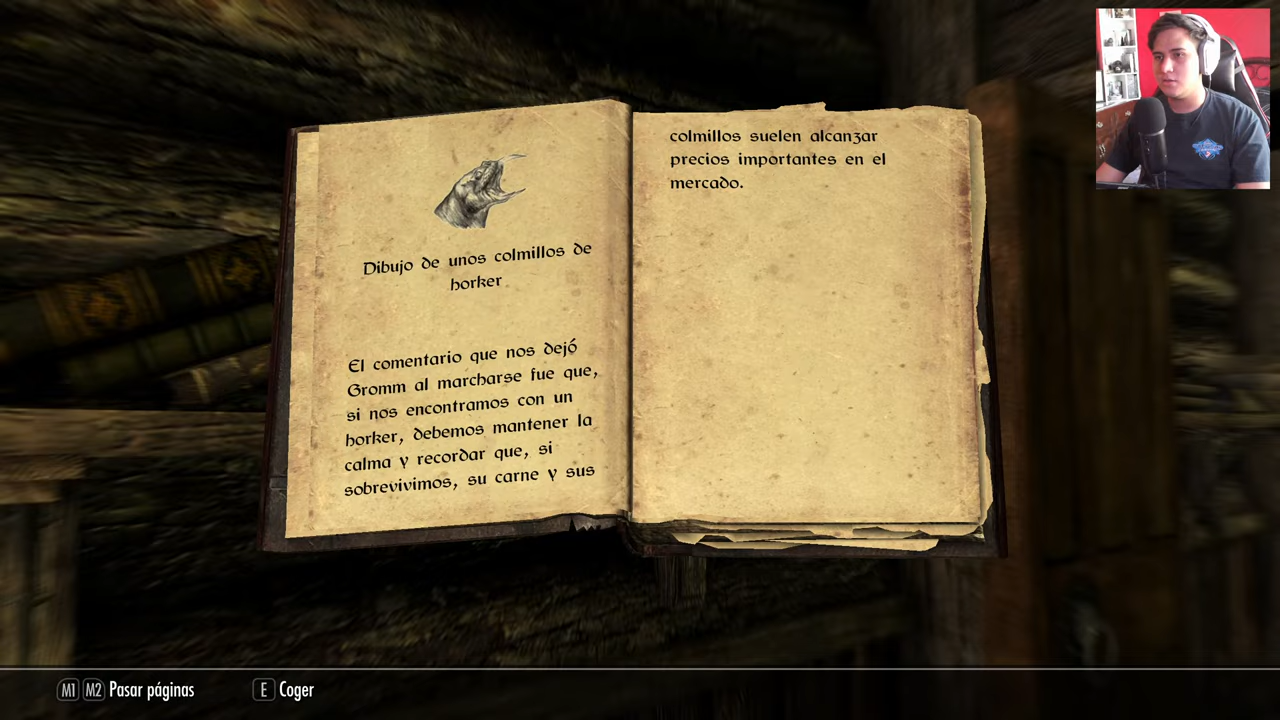 Dibujo de unos colmillos de
horker
El comentario que nos dejó
Gromm al marcharse fue que,
si nos encontramos con un
horker, debemos mantener la
calma y recordar que, si
sobrevivimos, su carne y sus
colmillos suelen alcanzar
precios importantes en el
mercado.
M1 M2 Pasar páginas
E Coger